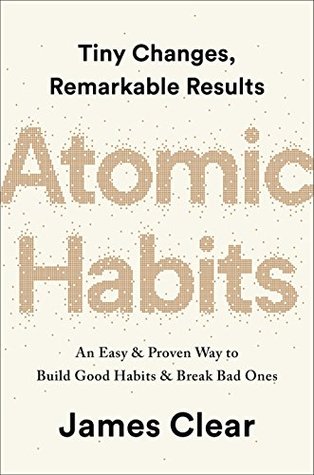 Tiny Changes,
Remarkable Results
Atomic
Habits
An Easy & Proven Way to
Build Good Habits & Break Bad Ones
James Clear